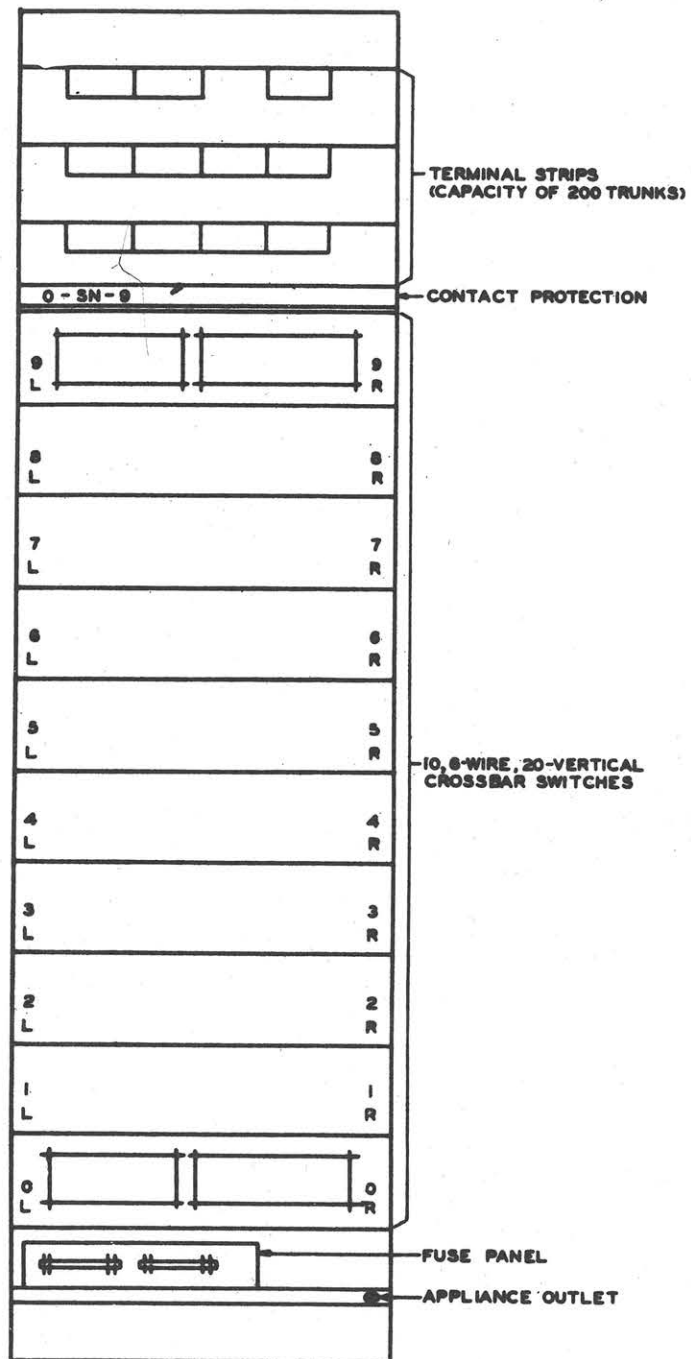 TERMINAL STRIPS
(CAPACITY OF 200 TRUNKS)
0 - SN - 9
CONTACT PROTECTION
9 9
L R
8 8
L R
7 7
L R
6 6
L R
5 5
L R
10, 6-WIRE, 20-VERTICAL
CROSSBAR SWITCHES
4 4
L R
3 3
L R
2 2
L R
1 1
L R
0 0
L R
FUSE PANEL
APPLIANCE OUTLET